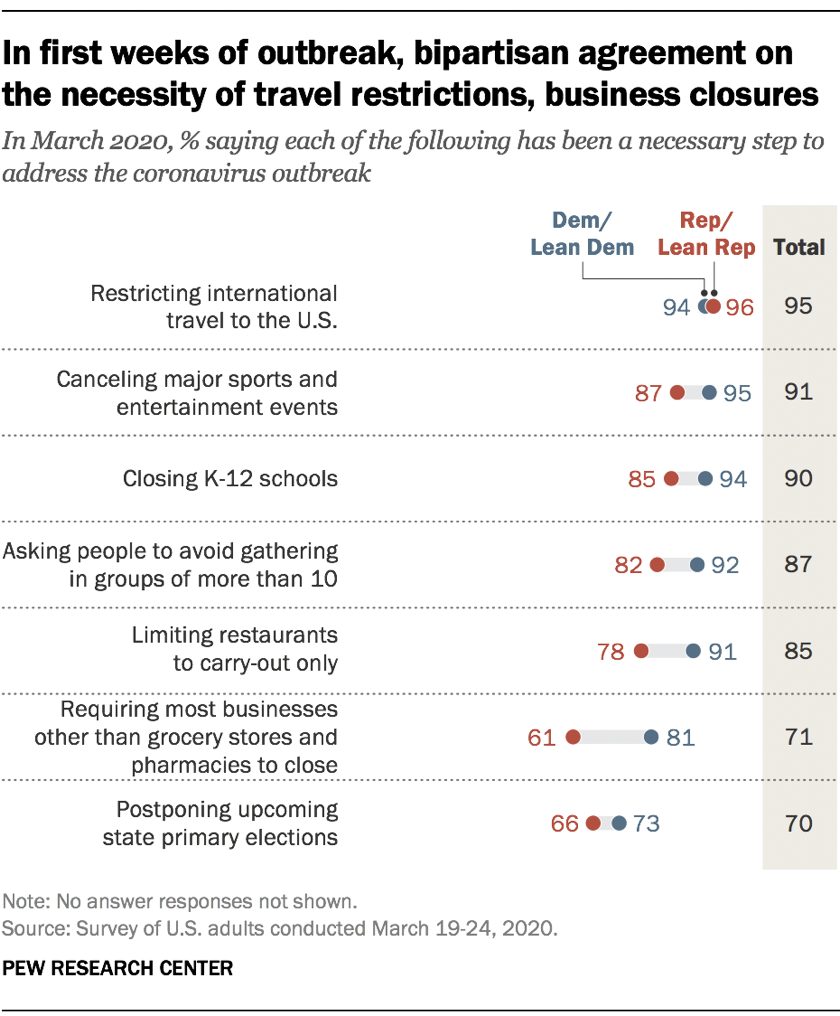 In first weeks of outbreak, bipartisan agreement on
the necessity of travel restrictions, business closures
In March 2020, % saying each of the following has been a necessary step to
address the coronavirus outbreak
Dem/
Lean Dem
Rep/
Lean Rep
Total
Restricting international
travel to the U.S.
94 96 95
Canceling major sports and
entertainment events
87 95 91
Closing K-12 schools
85 94 90
Asking people to avoid gathering
in groups of more than 10
82 92 87
Limiting restaurants
to carry-out only
78 91 85
Requiring most businesses
other than grocery stores and
pharmacies to close
61 81 71
Postponing upcoming
state primary elections
66 73 70
Note: No answer responses not shown.
Source: Survey of U.S. adults conducted March 19-24, 2020.
PEW RESEARCH CENTER